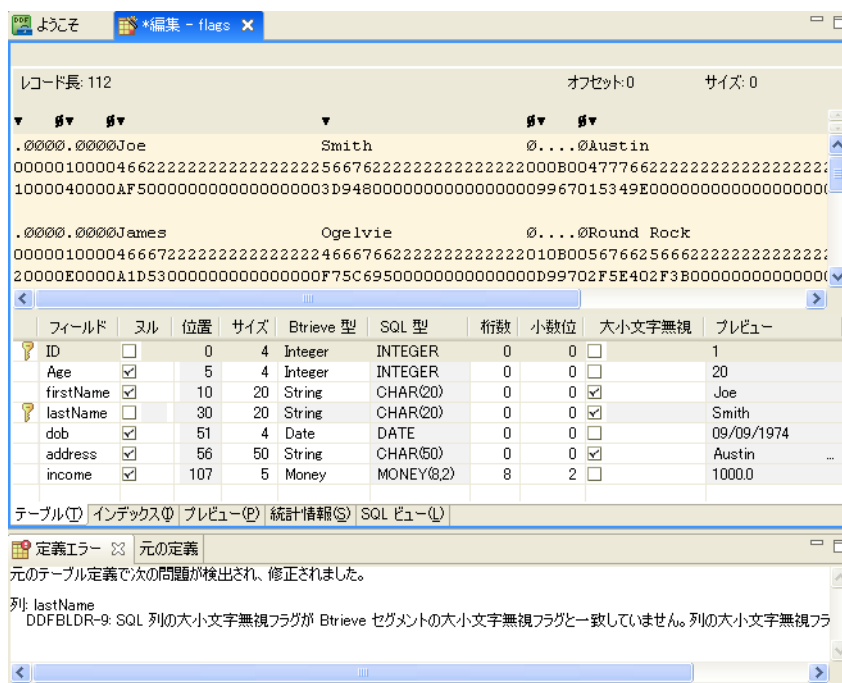 ようこそ *編集 - flags
レコード長: 112 オフセット:0 サイズ: 0
.0000.0000Joe Smith Ø....ØAustin
.0000.0000James Ogelvie Ø....ØRound Rock
フィールド ヌル 位置 サイズ Btrieve 型 SQL 型 桁数 小数位 大小文字無視 プレビュー
ID 0 4 Integer INTEGER 0 0 1
Age 5 4 Integer INTEGER 0 0 20
firstName 10 20 String CHAR(20) 0 0 Joe
lastName 30 20 String CHAR(20) 0 0 Smith
dob 51 4 Date DATE 0 0 09/09/1974
address 56 50 String CHAR(50) 0 0 Austin ...
income 107 5 Money MONEY(8,2) 8 2 1000.0
テーブル(T) インデックス(I) プレビュー(P) 統計情報(S) SQL ビュー(L)
定義エラー 元の定義
元のテーブル定義で次の問題が検出され、修正されました。
列: lastName
DDFBLDR-9: SQL 列の大小文字無視フラグが Btrieve セグメントの大小文字無視フラグと一致していません。列の大小文字無視フラ